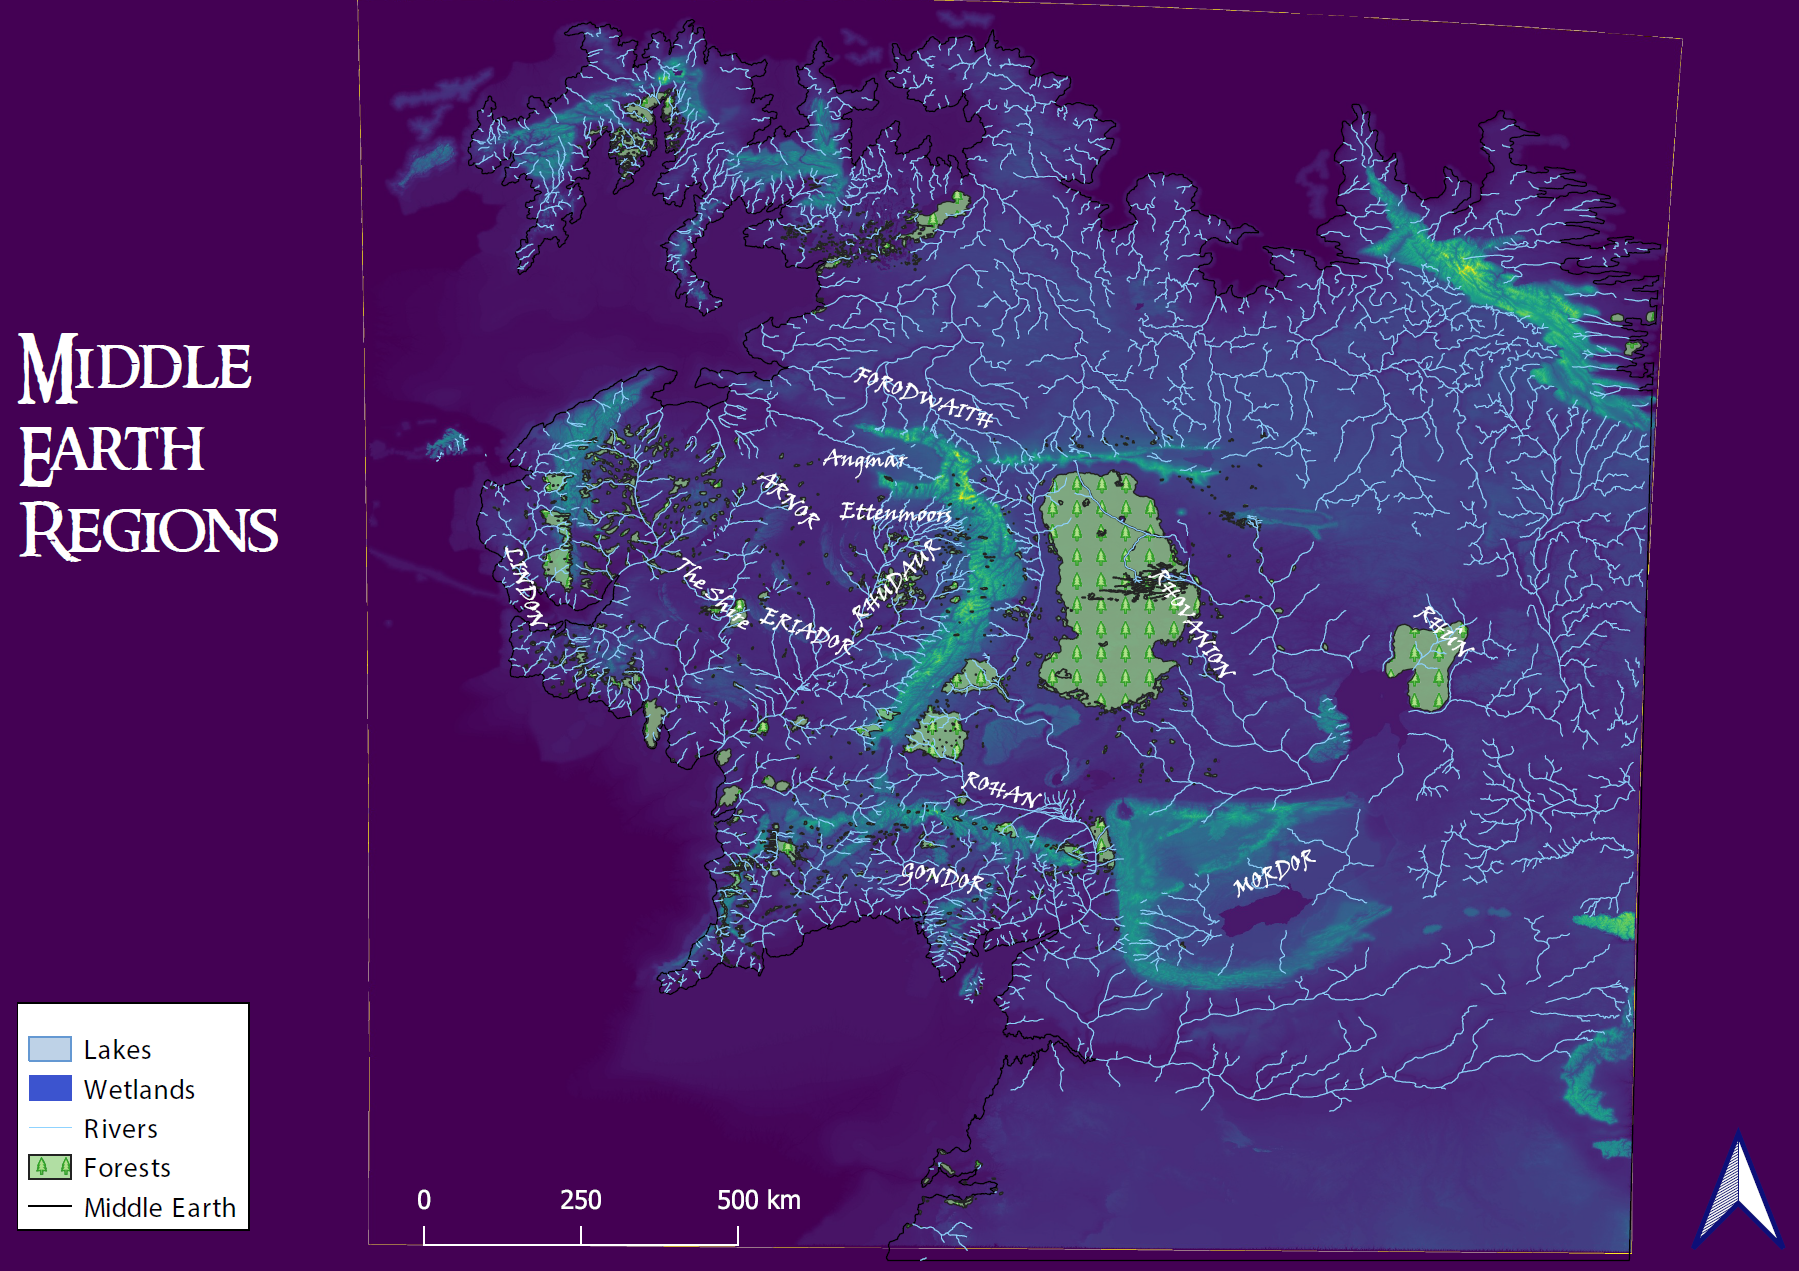 MIDDLE
EARTH
REGIONS
FORODWAITH
Angmar
ARNOR
Ettenmoors
LINDON
The Shire
ERIADOR
RHUDAUR
RHOVANION
RHÛN
ROHAN
GONDOR
MORDOR
Lakes
Wetlands
Rivers
Forests
Middle Earth
0 250 500 km